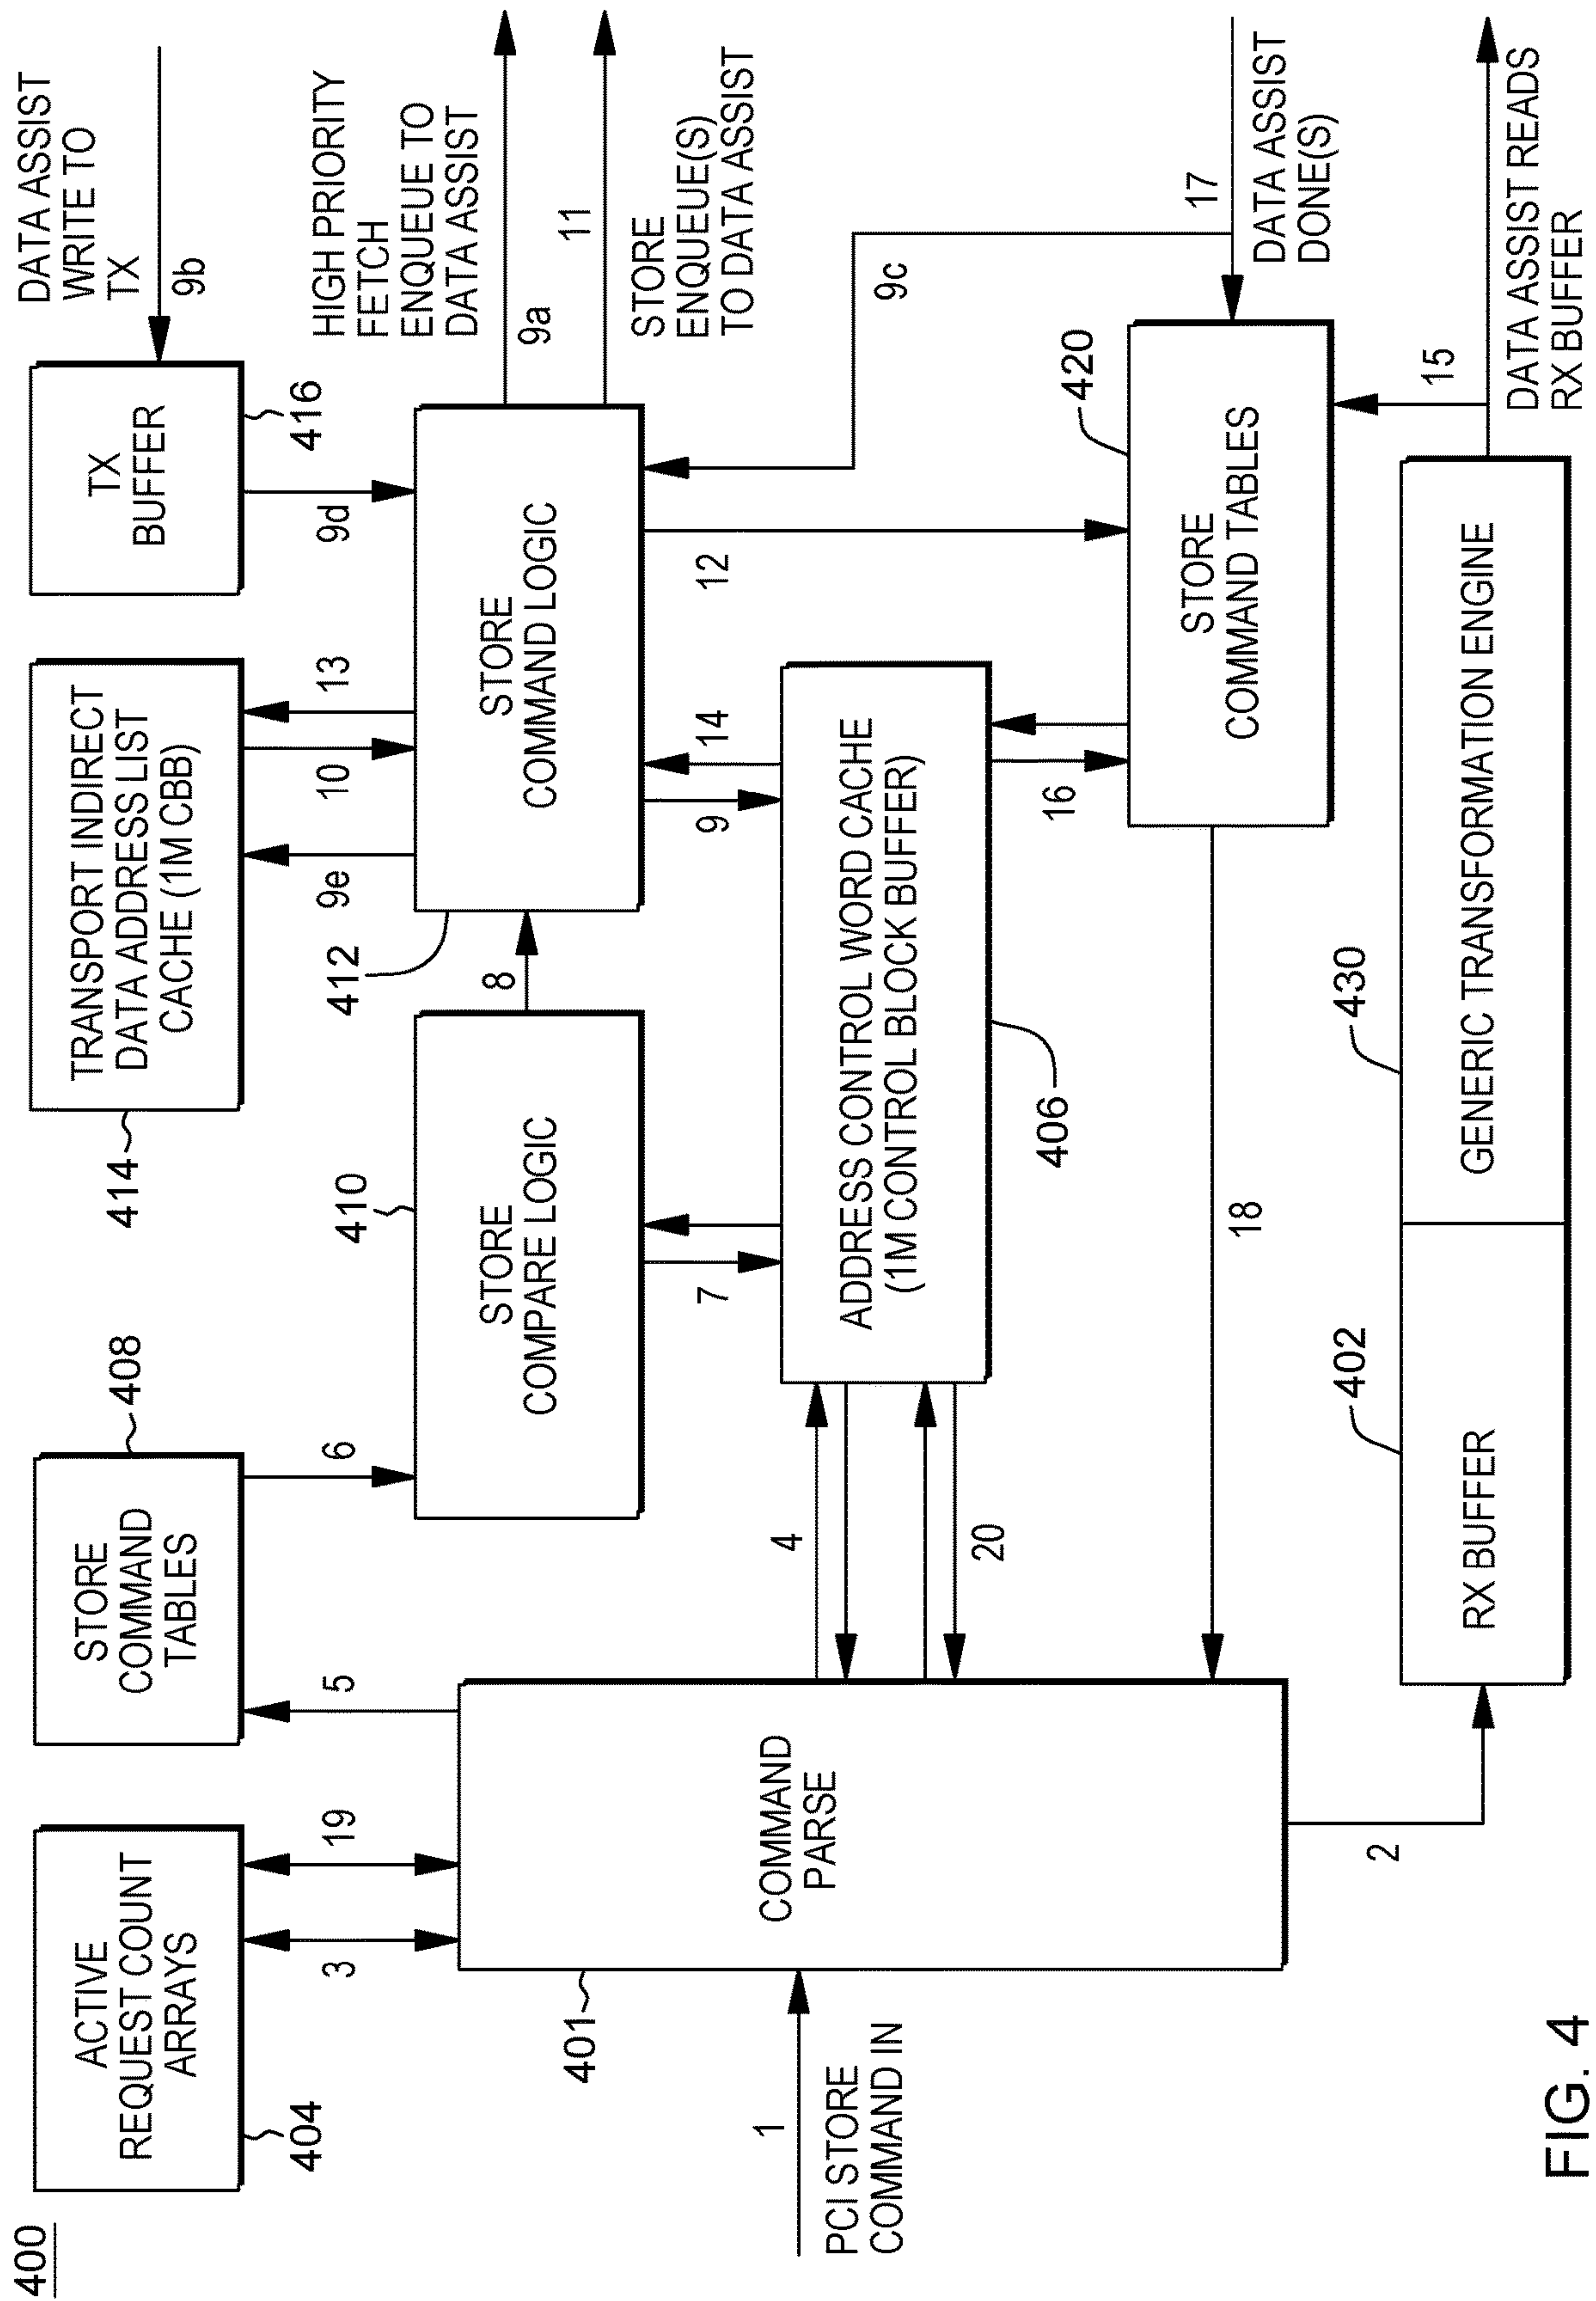 400
ACTIVE
REQUEST COUNT
ARRAYS
404
STORE
COMMAND
TABLES
408
TRANSPORT INDIRECT
DATA ADDRESS LIST
CACHE (1M CBB)
414
TX
BUFFER
416
DATA ASSIST
WRITE TO
TX
9b
3
19
5
6
9e
10
13
9d
HIGH PRIORITY
FETCH
ENQUEUE TO
DATA ASSIST
9a
11
STORE
ENQUEUE(S)
TO DATA ASSIST
STORE
COMPARE LOGIC
410
8
STORE
COMMAND LOGIC
412
PCI STORE
COMMAND IN
1
COMMAND
PARSE
401
4
20
7
9
14
12
9c
ADDRESS CONTROL WORD CACHE
(1M CONTROL BLOCK BUFFER)
406
16
STORE
COMMAND TABLES
420
17
DATA ASSIST
DONE(S)
18
15
2
RX BUFFER
402
GENERIC TRANSFORMATION ENGINE
430
DATA ASSIST READS
RX BUFFER
FIG. 4